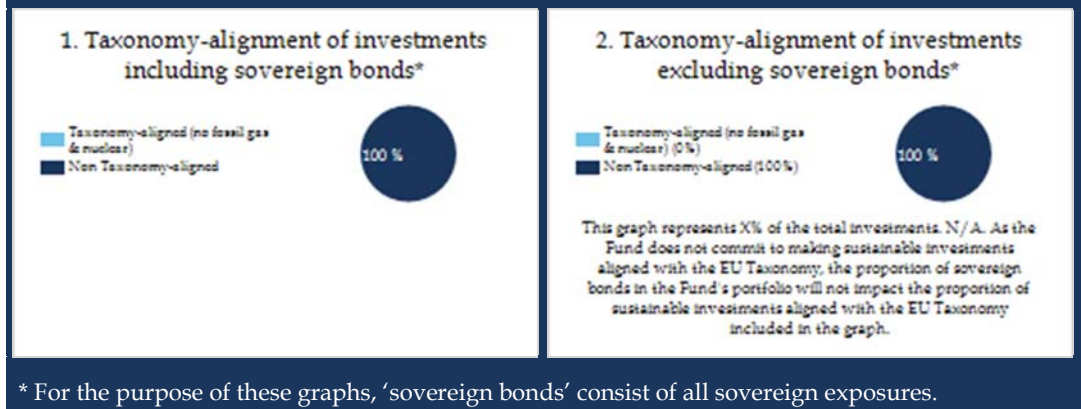 1. Taxonomy-alignment of investments
including sovereign bonds*
Taxonomy-aligned (no fossil gas
& nuclear)
Non Taxonomy-aligned
100 %
2. Taxonomy-alignment of investments
excluding sovereign bonds*
Taxonomy-aligned (no fossil gas
& nuclear) (0%)
Non Taxonomy-aligned (100%)
100 %
This graph represents X% of the total investments. N/A. As the
Fund does not commit to making sustainable investments
aligned with the EU Taxonomy, the proportion of sovereign
bonds in the Fund's portfolio will not impact the proportion of
sustainable investments aligned with the EU Taxonomy
included in the graph.
* For the purpose of these graphs, ‘sovereign bonds’ consist of all sovereign exposures.